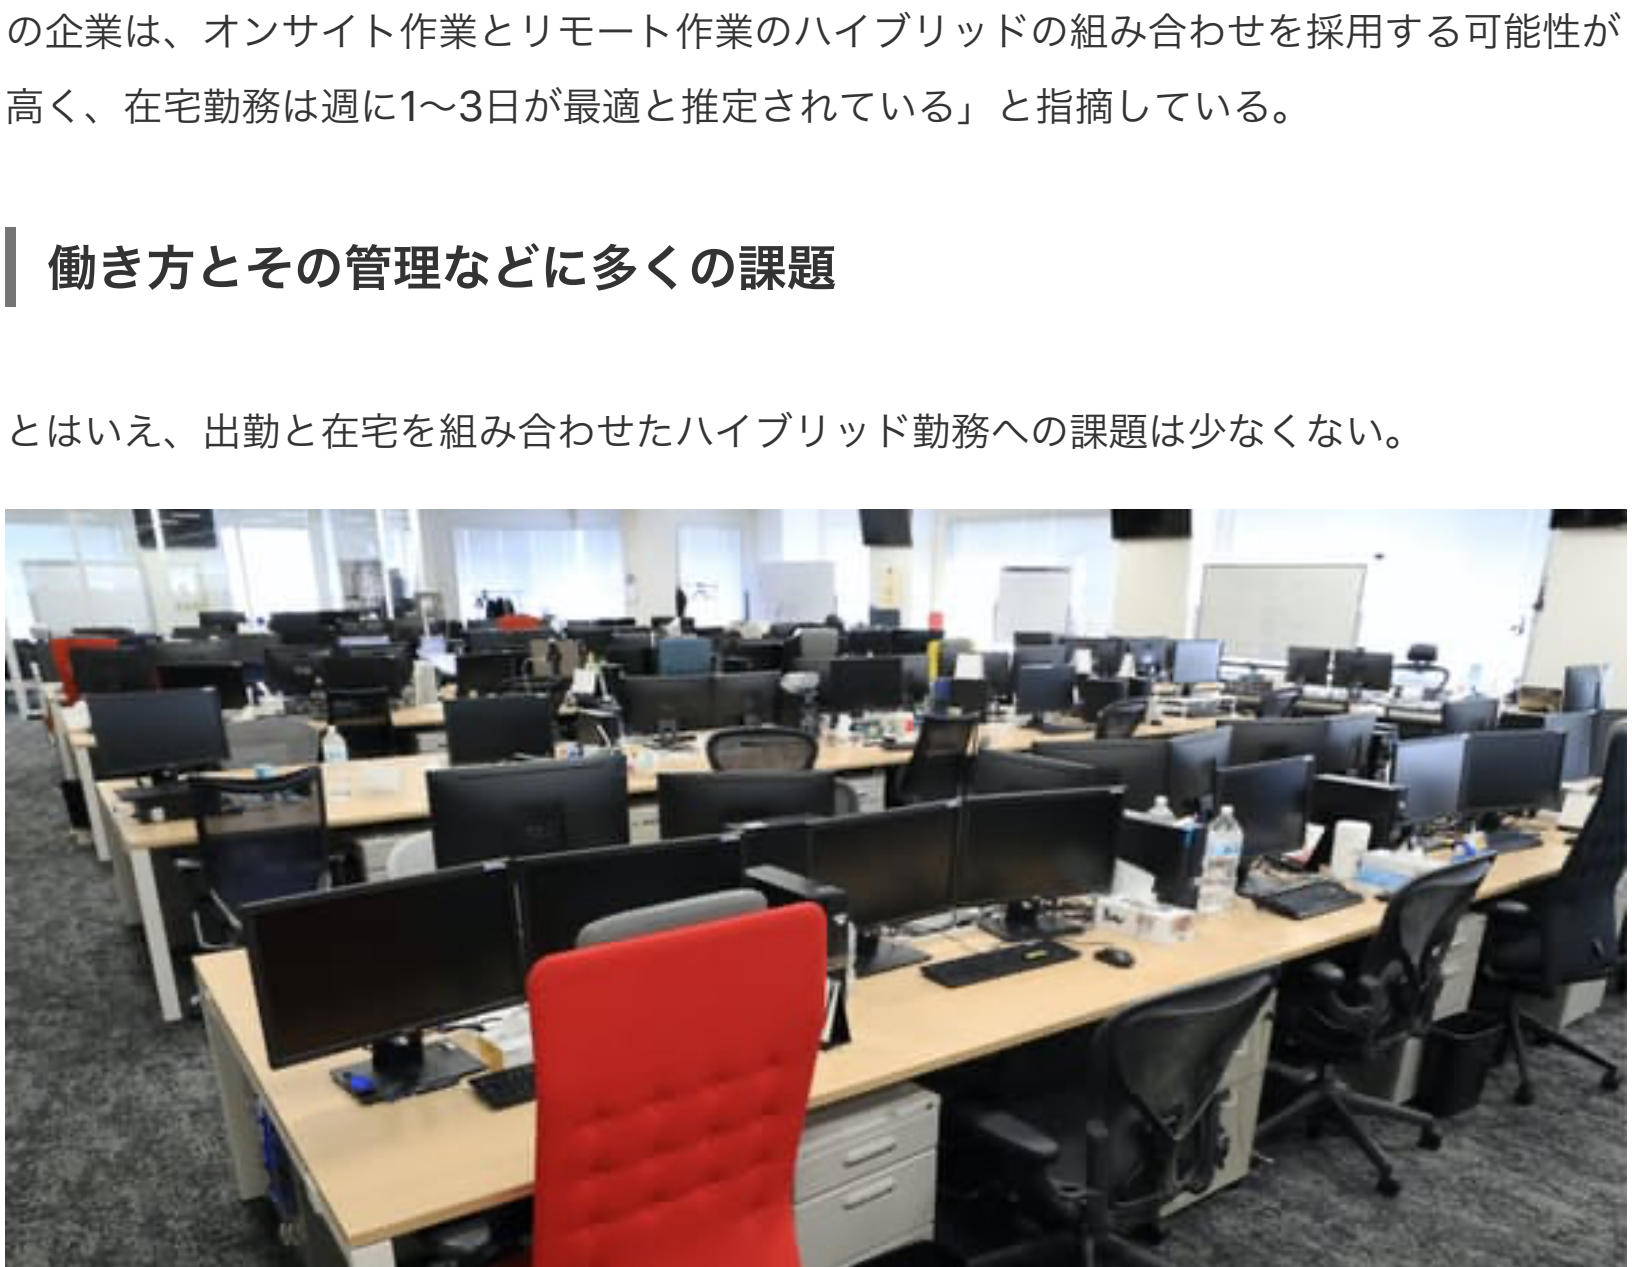 の企業は、オンサイト作業とリモート作業のハイブリッドの組み合わせを採用する可能性が
高く、在宅勤務は週に1〜3日が最適と推定されている」と指摘している。
働き方とその管理などに多くの課題
とはいえ、出勤と在宅を組み合わせたハイブリッド勤務への課題は少なくない。